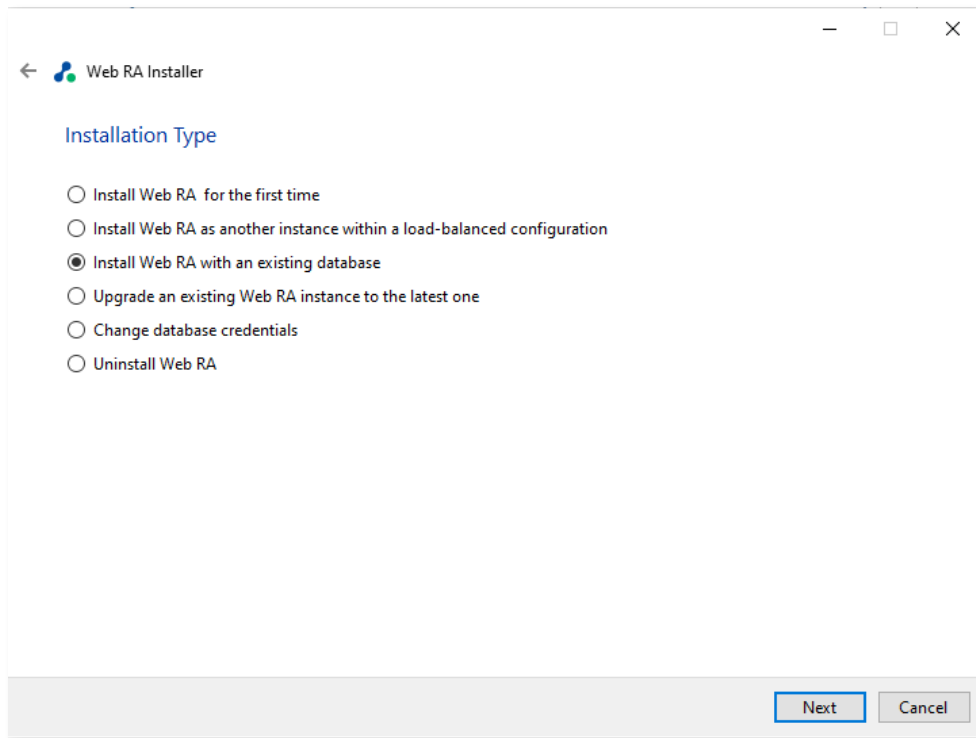 Web RA Installer
Installation Type
Install Web RA for the first time
Install Web RA as another instance within a load-balanced configuration
Install Web RA with an existing database
Upgrade an existing Web RA instance to the latest one
Change database credentials
Uninstall Web RA
Next Cancel